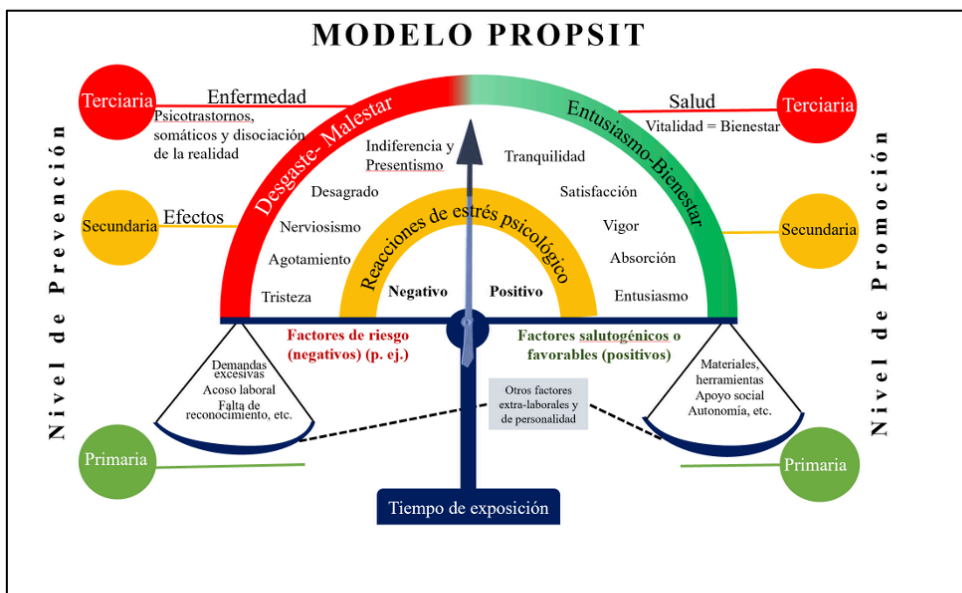 MODELO PROPSIT
Nivel de Prevención
Terciaria
Enfermedad
Psicotrastornos,
somáticos y disociación
de la realidad
Secundaria
Efectos
Primaria
Desgaste- Malestar
Entusiasmo-Bienestar
Indiferencia y
Presentismo
Desagrado
Nerviosismo
Agotamiento
Tristeza
Reacciones de estrés psicológico
Negativo
Positivo
Tranquilidad
Satisfacción
Vigor
Absorción
Entusiasmo
Factores de riesgo
(negativos) (p. ej.)
Factores salutogénicos o
favorables (positivos)
Demandas
excesivas
Acoso laboral
Falta de
reconocimiento, etc.
Otros factores
extra-laborales y
de personalidad
Materiales,
herramientas
Apoyo social
Autonomía, etc.
Tiempo de exposición
Salud
Vitalidad = Bienestar
Terciaria
Secundaria
Primaria
Nivel de Promoción